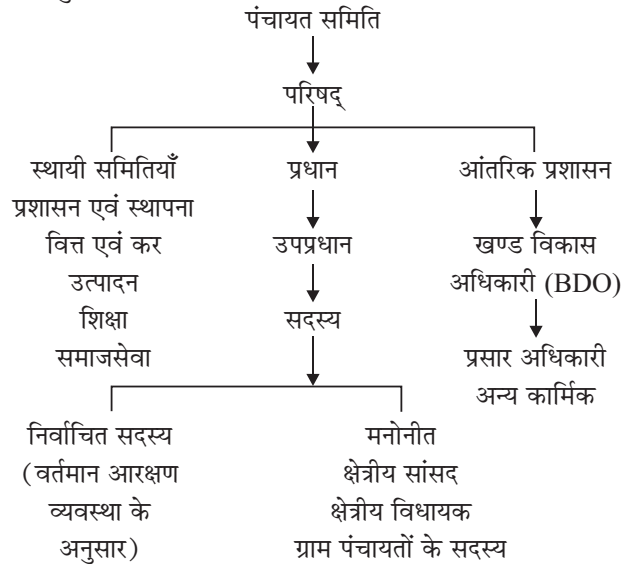 पंचायत समिति
परिषद्
स्थायी समितियाँ
प्रशासन एवं स्थापना
वित्त एवं कर
उत्पादन
शिक्षा
समाजसेवा
प्रधान
उपप्रधान
सदस्य
आंतरिक प्रशासन
खण्ड विकास
अधिकारी (BDO)
प्रसार अधिकारी
अन्य कार्मिक
निर्वाचित सदस्य
(वर्तमान आरक्षण
व्यवस्था के
अनुसार)
मनोनीत
क्षेत्रीय सांसद
क्षेत्रीय विधायक
ग्राम पंचायतों के सदस्य